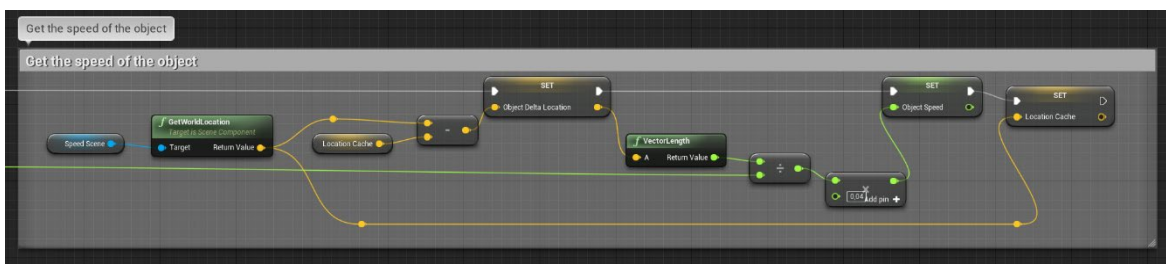 Get the speed of the object
Get the speed of the object
SET
Object Delta Location
SET
Object Speed
SET
Location Cache
GetWorldLocation
Target is Scene Component
Target Return Value
Speed Scene
Location Cache
-
VectorLength
A Return Value
÷
×
0,04
Add pin +